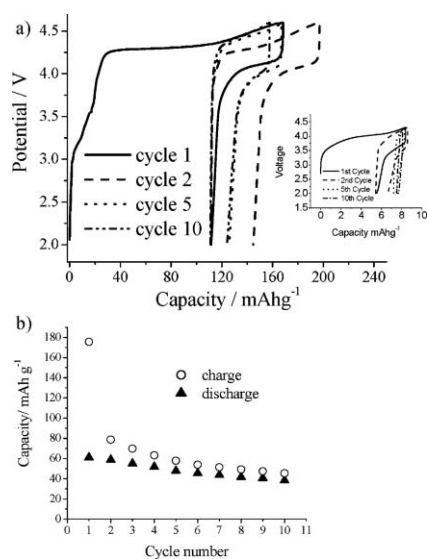 a)
4.5
4.0
3.5
3.0
2.5
2.0
Potential / V
cycle 1
cycle 2
cycle 5
cycle 10
0 40 80 120 160 200 240
Capacity / mAhg-1
4.5
4.0
3.5
3.0
2.5
2.0
1.5
Voltage
1st Cycle
2nd Cycle
5th Cycle
10th Cycle
0 2 4 6 8 10
Capacity mAhg-1
b)
180
160
140
120
100
80
60
40
20
0
Capacity/ mAh g-1
charge
discharge
0 1 2 3 4 5 6 7 8 9 10 11
Cycle number